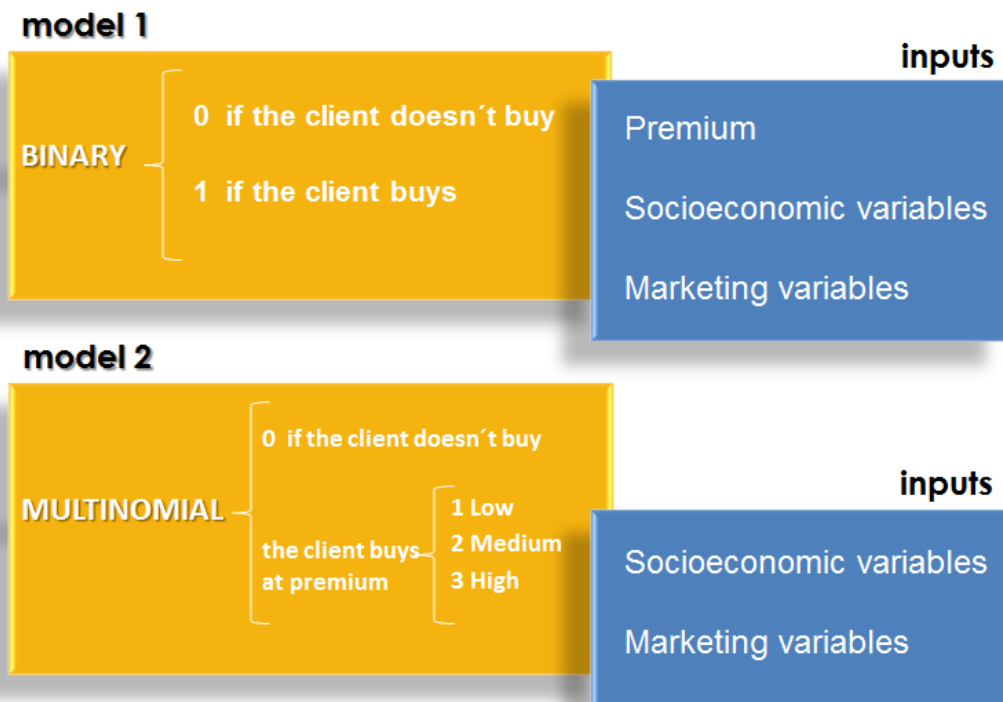 model 1
inputs
BINARY
0 if the client doesn´t buy
1 if the client buys
Premium
Socioeconomic variables
Marketing variables
model 2
inputs
MULTINOMIAL
0 if the client doesn´t buy
the client buys
at premium
1 Low
2 Medium
3 High
Socioeconomic variables
Marketing variables